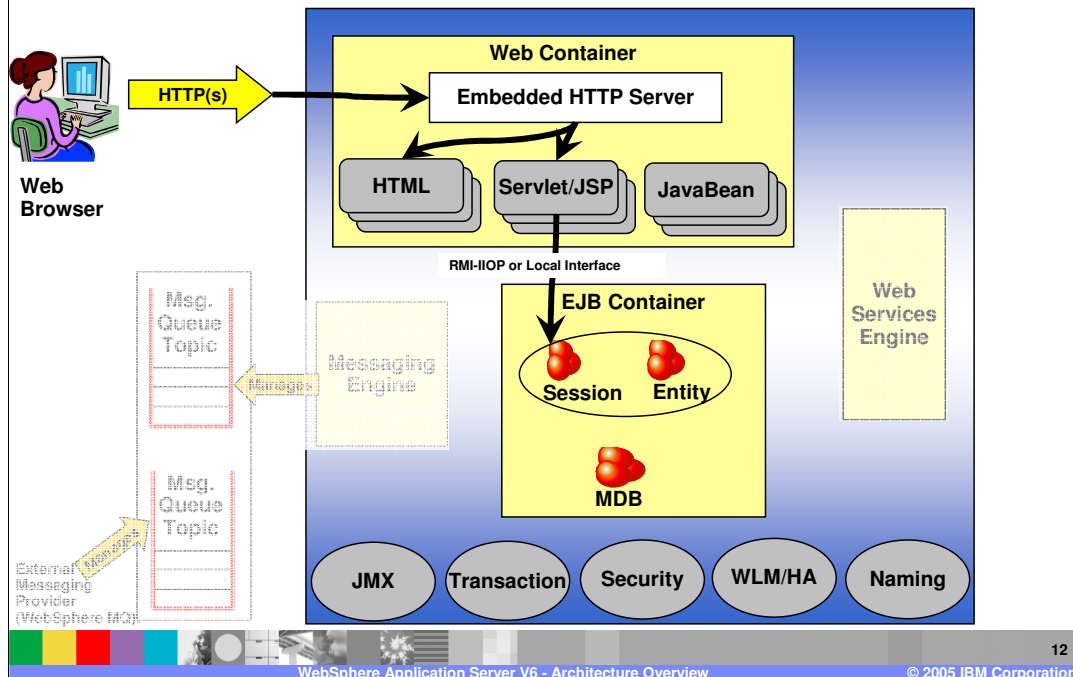 Web Container
HTTP(s)
Embedded HTTP Server
HTML
Servlet/JSP
JavaBean
Web
Browser
RMI-IIOP or Local Interface
EJB Container
Session
Entity
MDB
Msg.
Queue
Topic
Manages
Messaging
Engine
Web
Services
Engine
Msg.
Queue
Topic
Manages
External
Messaging
Provider
(WebSphere MQ)
JMX
Transaction
Security
WLM/HA
Naming
12
WebSphere Application Server V6 - Architecture Overview
© 2005 IBM Corporation